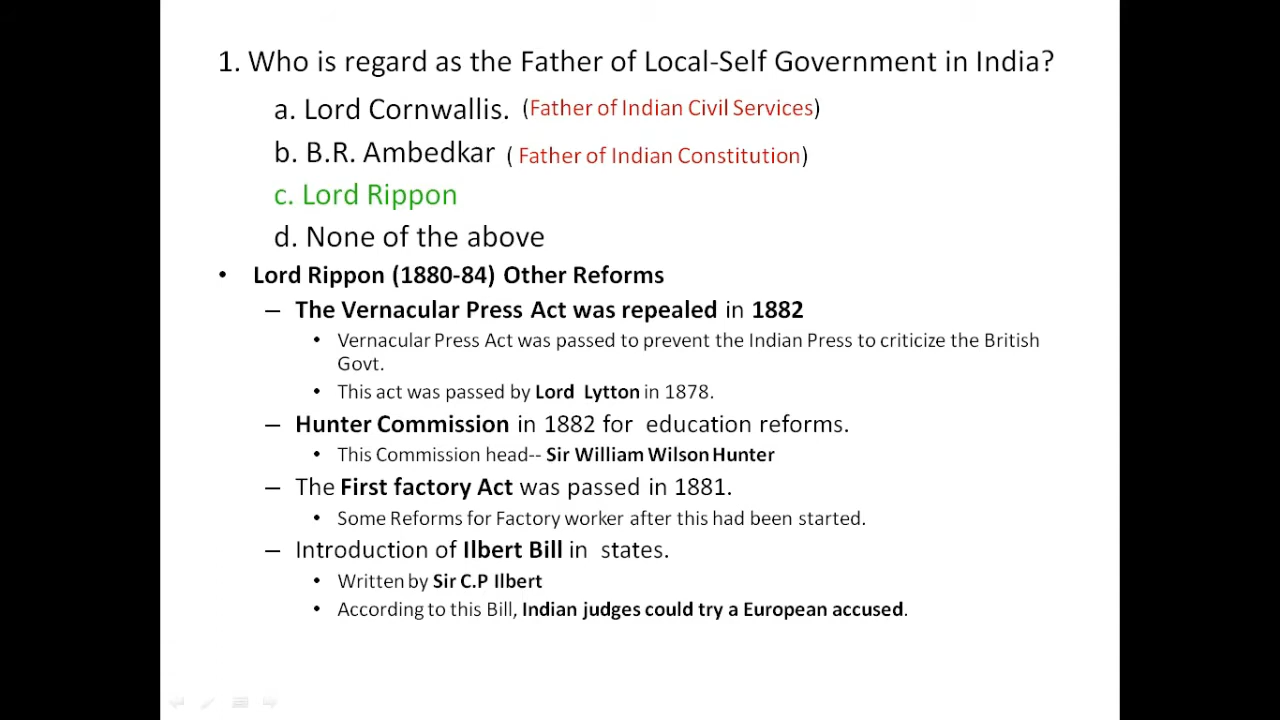 1. Who is regard as the Father of Local-Self Government in India?
a. Lord Cornwallis. (Father of Indian Civil Services)
b. B.R. Ambedkar ( Father of Indian Constitution)
c. Lord Rippon
d. None of the above
• Lord Rippon (1880-84) Other Reforms
– The Vernacular Press Act was repealed in 1882
• Vernacular Press Act was passed to prevent the Indian Press to criticize the British
Govt.
• This act was passed by Lord Lytton in 1878.
– Hunter Commission in 1882 for education reforms.
• This Commission head-- Sir William Wilson Hunter
– The First factory Act was passed in 1881.
• Some Reforms for Factory worker after this had been started.
– Introduction of Ilbert Bill in states.
• Written by Sir C.P Ilbert
• According to this Bill, Indian judges could try a European accused.